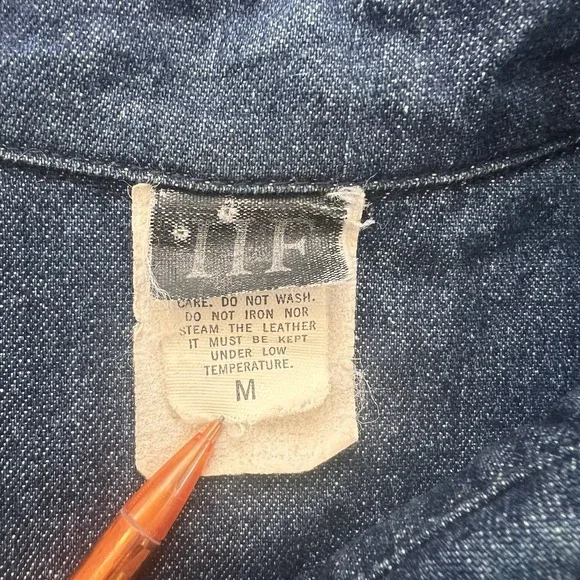 IIF
CARE. DO NOT WASH.
DO NOT IRON NOR
STEAM THE LEATHER
IT MUST BE KEPT
UNDER LOW
TEMPERATURE.
M